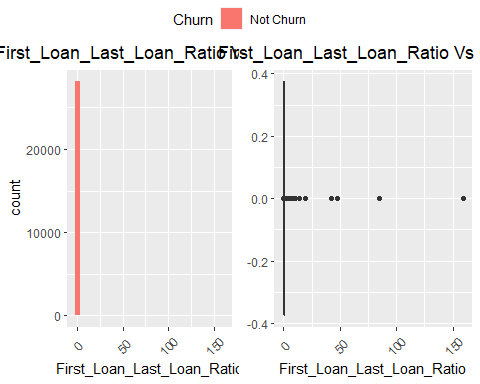 Churn Not Churn
First_Loan_Last_Loan_Ratio
First_Loan_Last_Loan_Ratio Vs
count
0
10000
20000
0
50
100
150
First_Loan_Last_Loan_Ratio
0.4
0.2
0.0
-0.2
-0.4
0
50
100
150
First_Loan_Last_Loan_Ratio